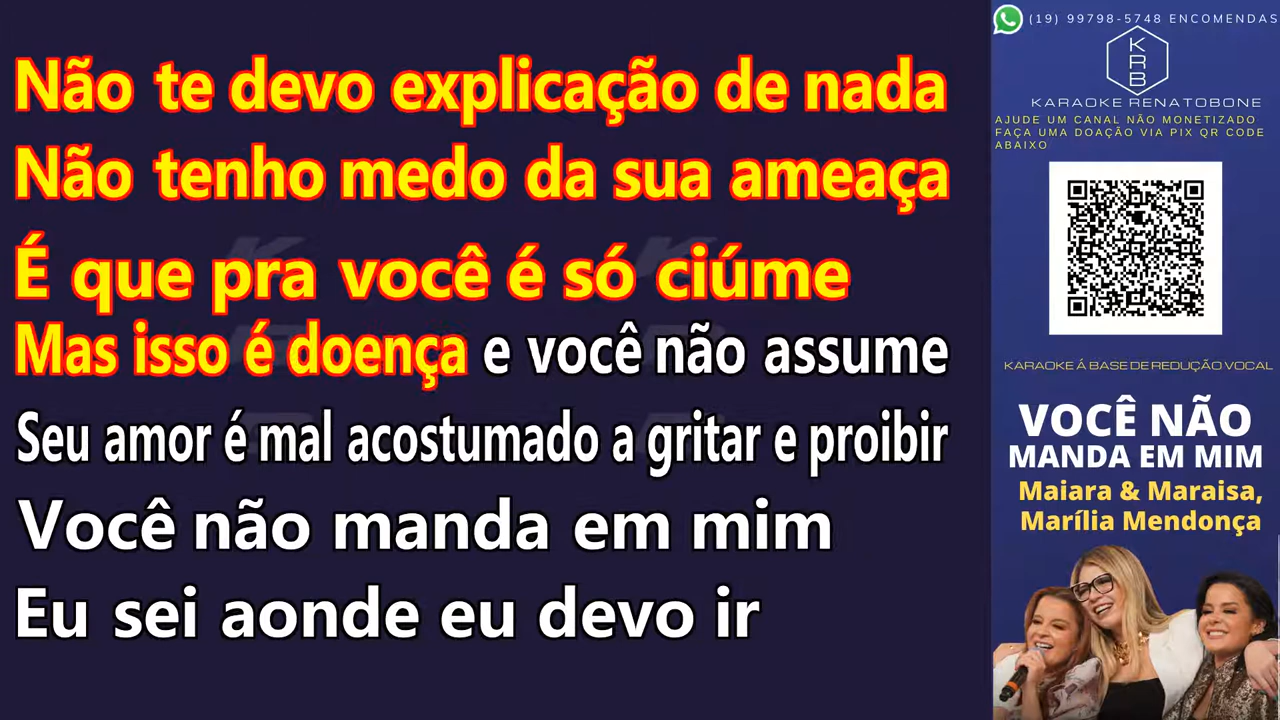 Não te devo explicação de nada
Não tenho medo da sua ameaça
É que pra você é só ciúme
Mas isso é doença e você não assume
Seu amor é mal acostumado a gritar e proibir
Você não manda em mim
Eu sei aonde eu devo ir
(19) 99798-5748 ENCOMENDAS
K
R
B
KARAOKE RENATOBONE
AJUDE UM CANAL NÃO MONETIZADO
FAÇA UMA DOAÇÃO VIA PIX QR CODE
ABAIXO
KARAOKE Á BASE DE REDUÇÃO VOCAL
VOCÊ NÃO
MANDA EM MIM
Maiara & Maraisa,
Marília Mendonça